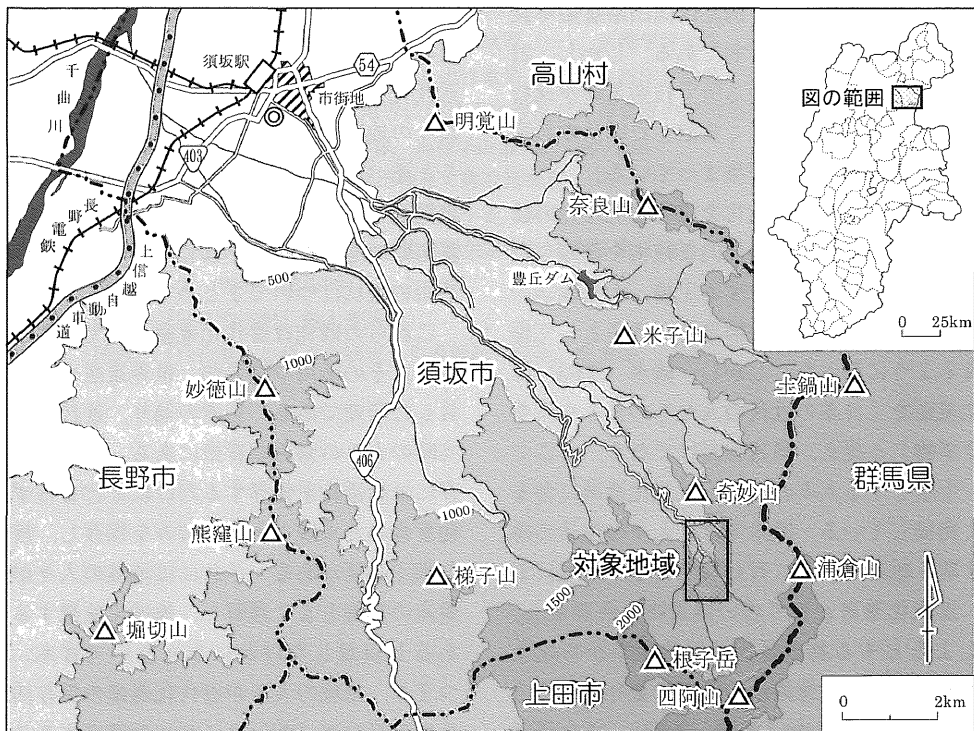 高山村
須坂駅
54
千曲川
市街地
明覚山
図の範囲
403
奈良山
長野電鉄
上信越自動車道
500
豊丘ダム
0 25km
米子山
1000
須坂市
妙徳山
土鍋山
長野市
406
群馬県
奇妙山
1000
熊窪山
対象地域
浦倉山
梯子山
1500
2000
堀切山
根子岳
上田市
四阿山
0 2km